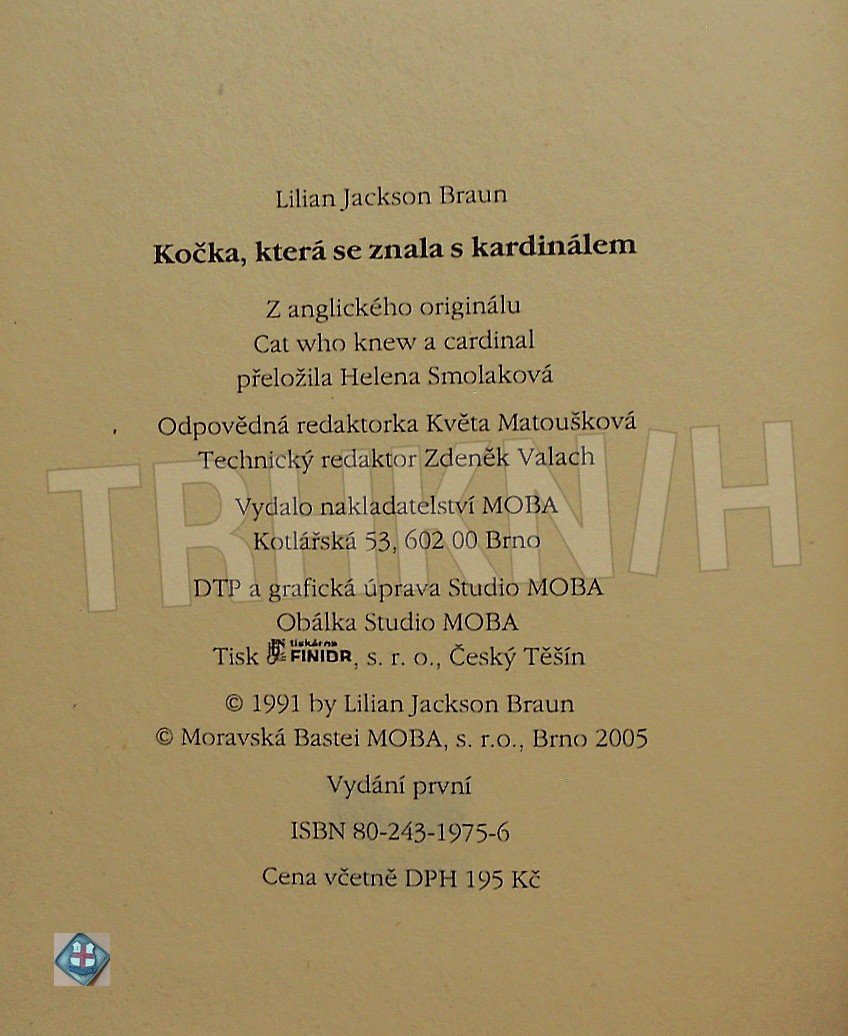 Lilian Jackson Braun
Kočka, která se znala s kardinálem
Z anglického originálu
Cat who knew a cardinal
přeložila Helena Smolaková
Odpovědná redaktorka Květa Matoušková
Technický redaktor Zdeněk Valach
Vydalo nakladatelství MOBA
Kotlářská 53, 602 00 Brno
DTP a grafická úprava Studio MOBA
Obálka Studio MOBA
Tisk tiskárna FINIDR, s. r. o., Český Těšín
© 1991 by Lilian Jackson Braun
© Moravská Bastei MOBA, s. r.o., Brno 2005
Vydání první
ISBN 80-243-1975-6
Cena včetně DPH 195 Kč